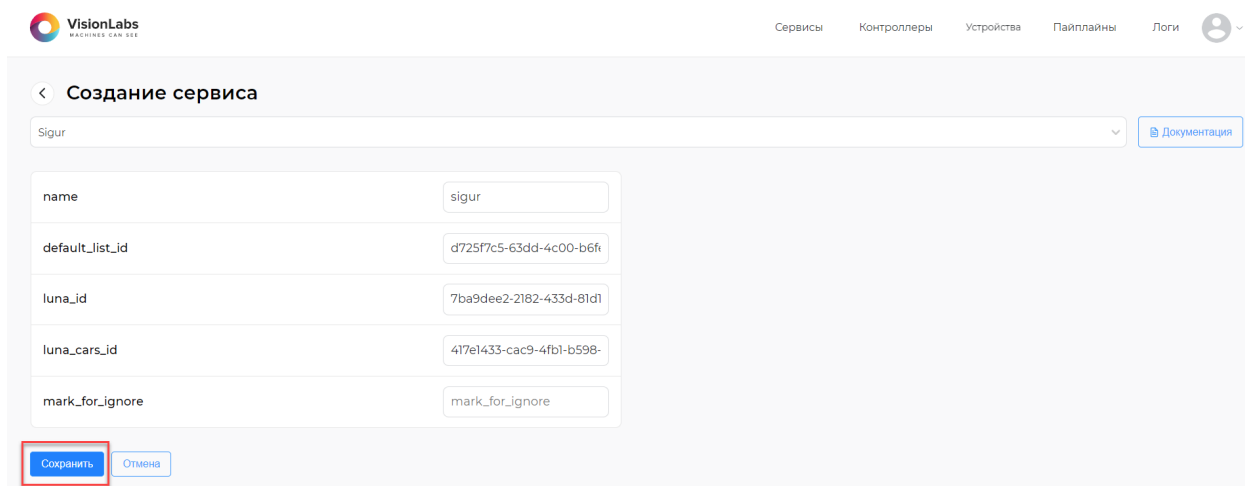 VisionLabs
MACHINES CAN SEE
Сервисы Контроллеры Устройства Пайплайны Логи
Создание сервиса
Sigur
Документация
name sigur
default_list_id d725f7c5-63dd-4c00-b6fe
luna_id 7ba9dee2-2182-433d-81d1
luna_cars_id 417e1433-cac9-4fb1-b598-
mark_for_ignore mark_for_ignore
Сохранить Отмена